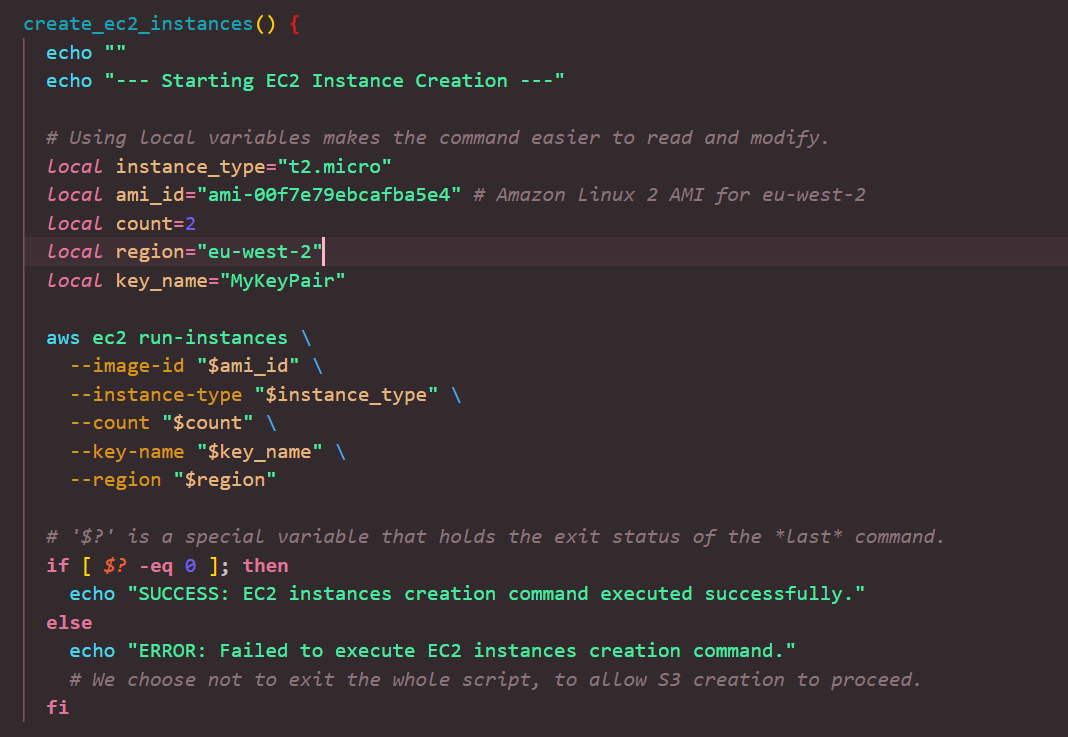 create_ec2_instances() {
echo ""
echo "--- Starting EC2 Instance Creation ---"
# Using local variables makes the command easier to read and modify.
local instance_type="t2.micro"
local ami_id="ami-00f7e79ebcafba5e4" # Amazon Linux 2 AMI for eu-west-2
local count=2
local region="eu-west-2"
local key_name="MyKeyPair"
aws ec2 run-instances \
--image-id "$ami_id" \
--instance-type "$instance_type" \
--count "$count" \
--key-name "$key_name" \
--region "$region"
# '$?' is a special variable that holds the exit status of the *last* command.
if [ $? -eq 0 ]; then
echo "SUCCESS: EC2 instances creation command executed successfully."
else
echo "ERROR: Failed to execute EC2 instances creation command."
# We choose not to exit the whole script, to allow S3 creation to proceed.
fi